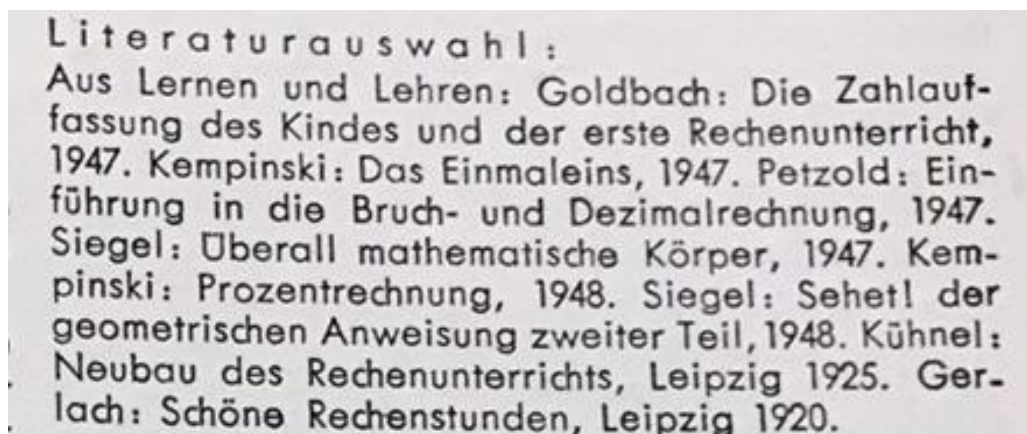 Literaturauswahl:
Aus Lernen und Lehren: Goldbach: Die Zahlauf-
fassung des Kindes und der erste Rechenunterricht,
1947. Kempinski: Das Einmaleins, 1947. Petzold: Ein-
führung in die Bruch- und Dezimalrechnung, 1947.
Siegel: Überall mathematische Körper, 1947. Kem-
pinski: Prozentrechnung, 1948. Siegel: Sehet! der
geometrischen Anweisung zweiter Teil, 1948. Kühnel:
Neubau des Rechenunterrichts, Leipzig 1925. Ger-
lach: Schöne Rechenstunden, Leipzig 1920.